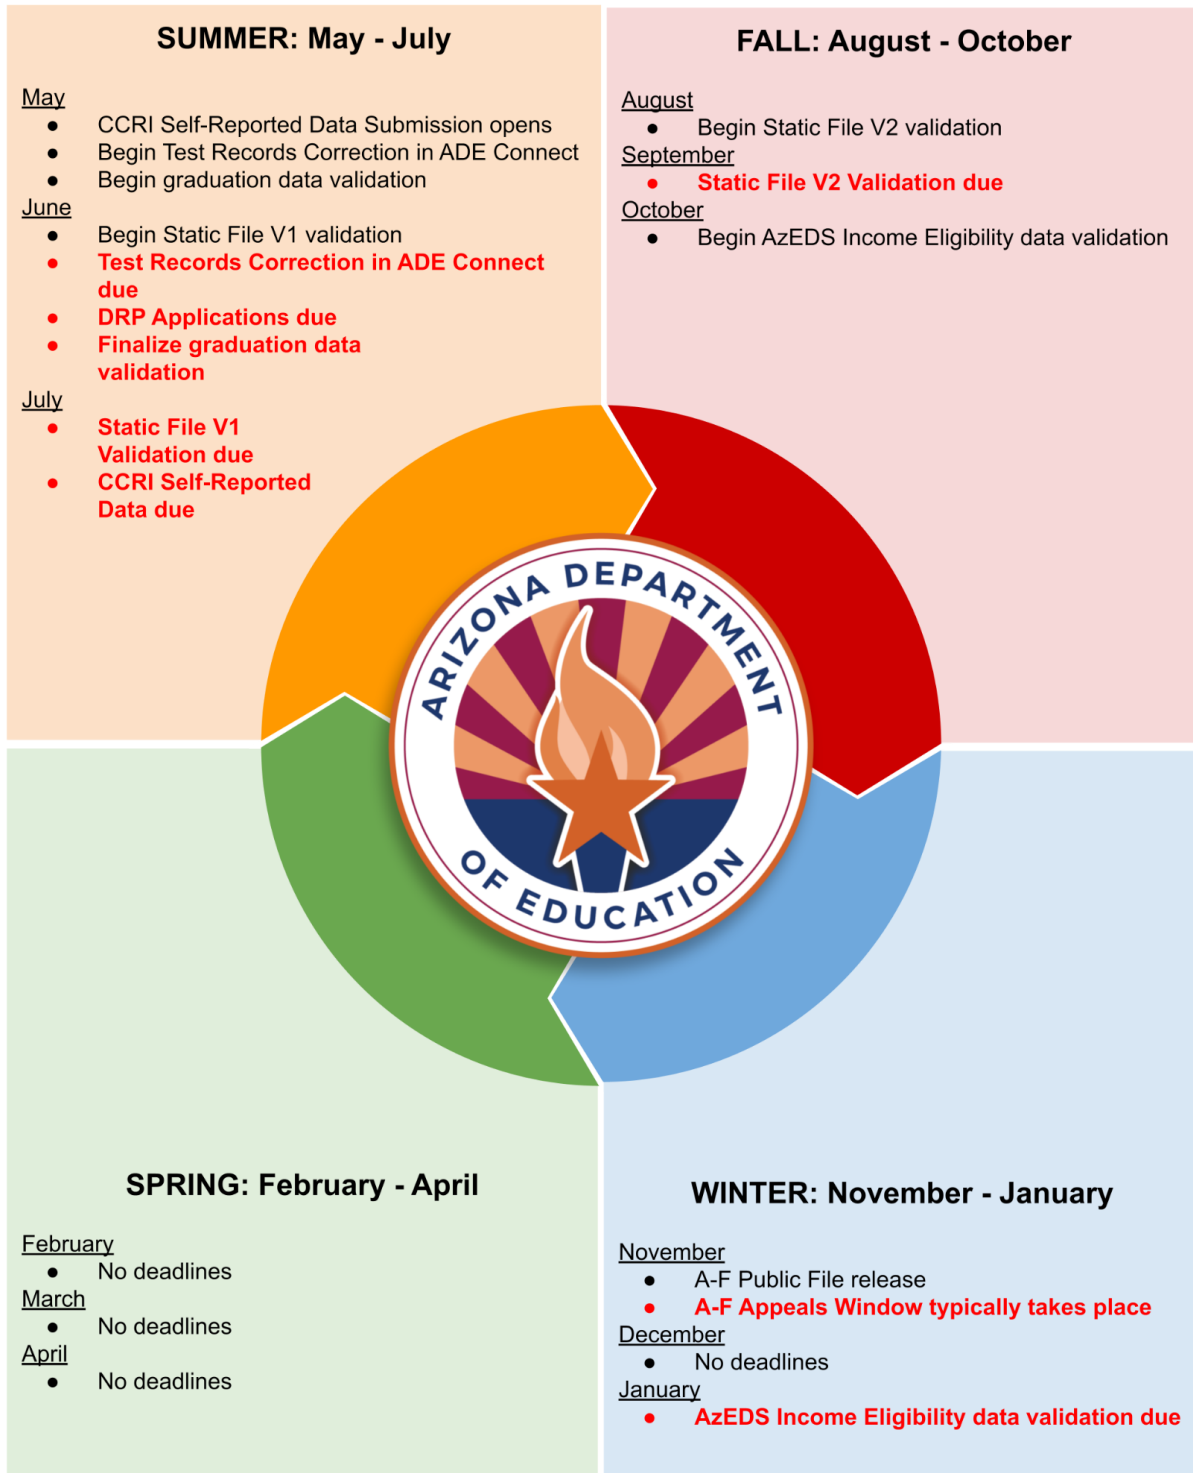 SUMMER: May - July
May
● CCRI Self-Reported Data Submission opens
● Begin Test Records Correction in ADE Connect
● Begin graduation data validation
June
● Begin Static File V1 validation
● Test Records Correction in ADE Connect
due
● DRP Applications due
● Finalize graduation data
validation
July
● Static File V1
Validation due
● CCRI Self-Reported
Data due
FALL: August - October
August
● Begin Static File V2 validation
September
● Static File V2 Validation due
October
● Begin AzEDS Income Eligibility data validation
ARIZONA DEPARTMENT
OF EDUCATION
SPRING: February - April
February
● No deadlines
March
● No deadlines
April
● No deadlines
WINTER: November - January
November
● A-F Public File release
● A-F Appeals Window typically takes place
December
● No deadlines
January
● AzEDS Income Eligibility data validation due